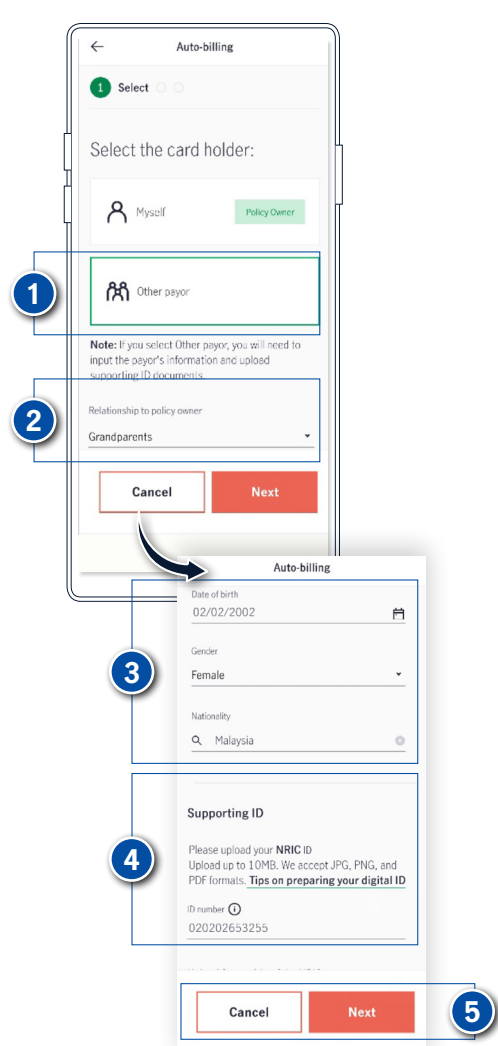 Auto-billing
1 Select
Select the card holder:
Myself
Policy Owner
1
Other payor
Note: If you select Other payor, you will need to
input the payor's information and upload
supporting ID documents.
2
Relationship to policy owner
Grandparents
Cancel
Next
Auto-billing
3
Date of birth
02/02/2002
Gender
Female
Nationality
Malaysia
4
Supporting ID
Please upload your NRIC ID
Upload up to 10MB. We accept JPG, PNG, and
PDF formats. Tips on preparing your digital ID
ID number
020202653255
Cancel
Next
5